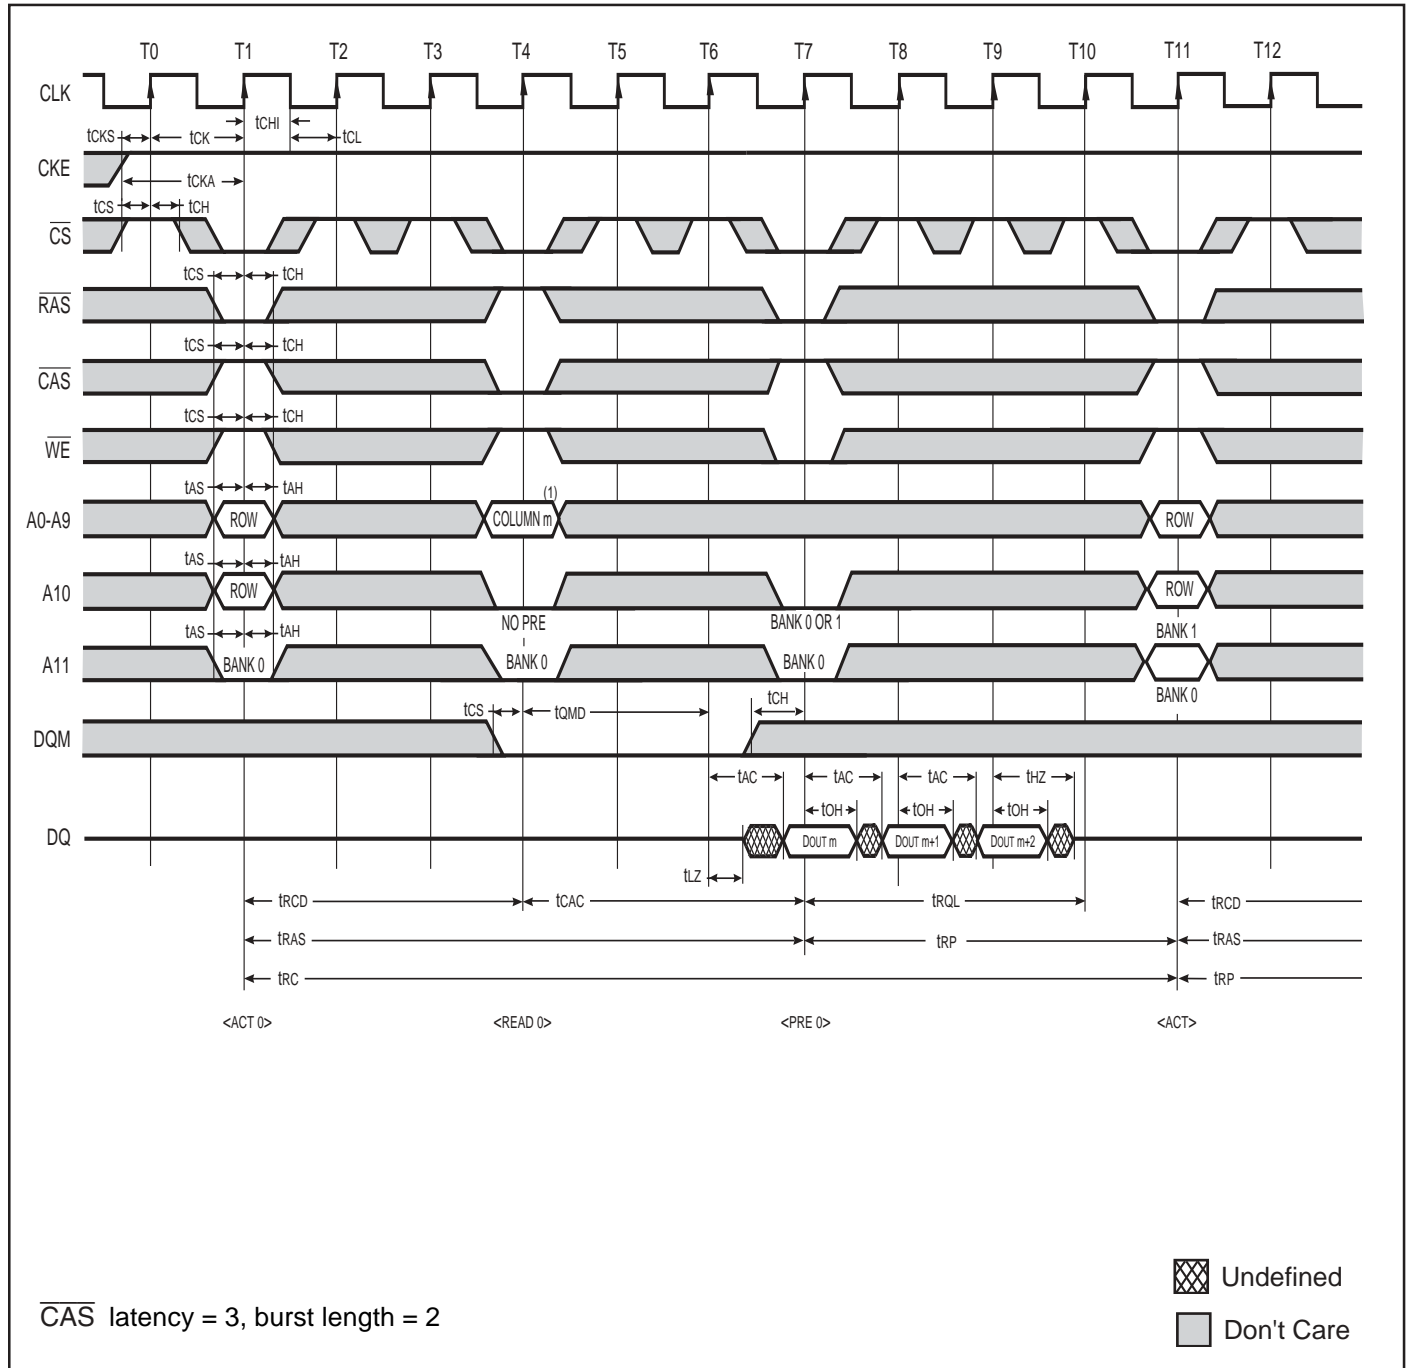 T0 T1 T2 T3 T4 T5 T6 T7 T8 T9 T10 T11 T12
CLK
tCHI
tCKS tCK tCL
CKE
tCKA
tCS tCH
CS
tCS tCH
RAS
tCS tCH
CAS
tCS tCH
WE
tAS tAH
(1)
A0-A9 ROW COLUMN m ROW
tAS tAH
A10 ROW ROW
NO PRE BANK 0 OR 1
tAS tAH BANK 1
A11 BANK 0 BANK 0 BANK 0
BANK 0
tCS tQMD tCH
DQM
tAC tAC tAC tHZ
tOH tOH tOH
DQ DOUT m DOUT m+1 DOUT m+2
tLZ
tRCD tCAC tRQL tRCD
tRAS tRP tRAS
tRC tRP
<ACT 0> <READ 0> <PRE 0> <ACT>
Undefined
CAS latency = 3, burst length = 2
Don't Care